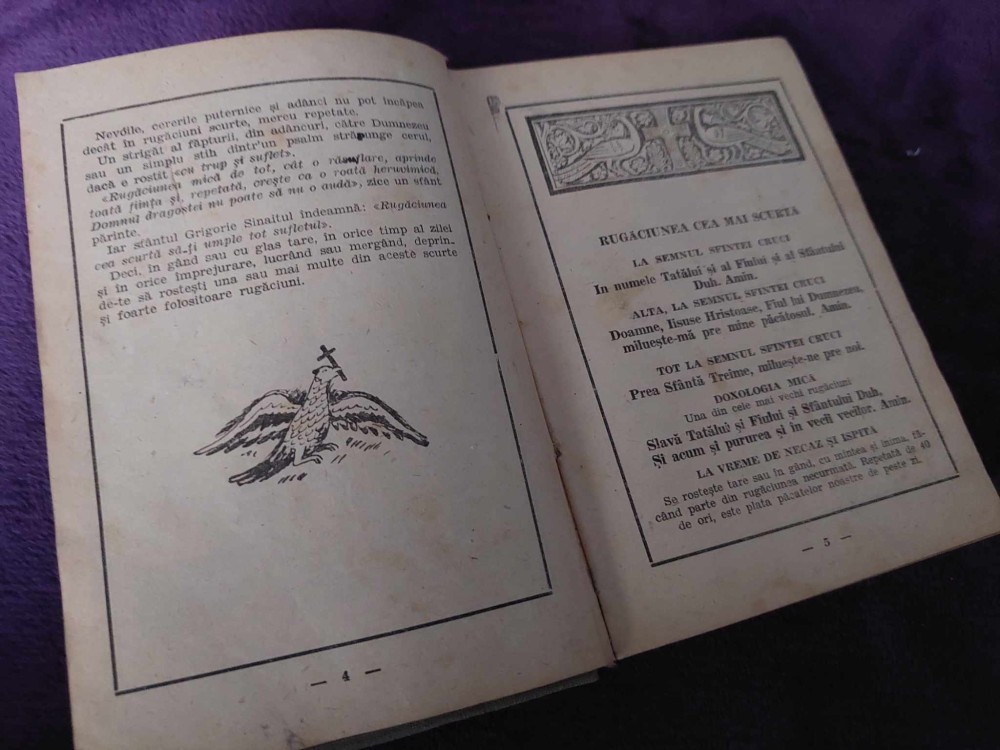 Nevoile, cererile puternice și adânci nu pot încăpea
decât în rugăciuni scurte, mereu repetate.
Un strigăt al făpturii, din adâncuri, către Dumnezeu
sau un simplu stih dintr'un psalm străpunge cerul,
dacă e rostit «cu trup și suflet».
«Rugăciunea mică de tot, cât o răsuflare, aprinde
toată ființa și, repetată, crește ca o roată heruvimică,
Domnul dragostei nu poate să nu o audă», zice un sfânt
părinte.
Iar sfântul Grigorie Sinaitul îndeamnă: «Rugăciunea
cea scurtă să-ți umple tot sufletul».
Deci, în gând sau cu glas tare, în orice timp al zilei
și în orice împrejurare, lucrând sau mergând, deprin-
de-te să rostești una sau mai multe din aceste scurte
și foarte folositoare rugăciuni.
— 4 —
RUGĂCIUNEA CEA MAI SCURTĂ
LA SEMNUL SFINTEI CRUCI
In numele Tatălui și al Fiului și al Sfântului
Duh. Amin.
ALTA, LA SEMNUL SFINTEI CRUCI
Doamne, Iisuse Hristoase, Fiul lui Dumnezeu,
miluește-mă pre mine păcătosul. Amin.
TOT LA SEMNUL SFINTEI CRUCI
Prea Sfântă Treime, miluește-ne pre noi.
DOXOLOGIA MICA
Una din cele mai vechi rugăciuni
Slavă Tatălui și Fiului și Sfântului Duh,
Și acum și pururea și în vecii vecilor. Amin.
LA VREME DE NECAZ ȘI ISPITA
Se rostește tare sau în gând, cu mintea și inima, fă-
când parte din rugăciunea necurmată. Repetată de 40
de ori, este plata păcatelor noastre de peste zi.
— 5 —